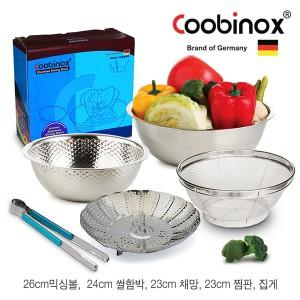 Coobinox®
Brand of Germany
Coobinox
26cm믹싱볼, 24cm 쌀함박, 23cm 채망, 23cm 찜판, 집게